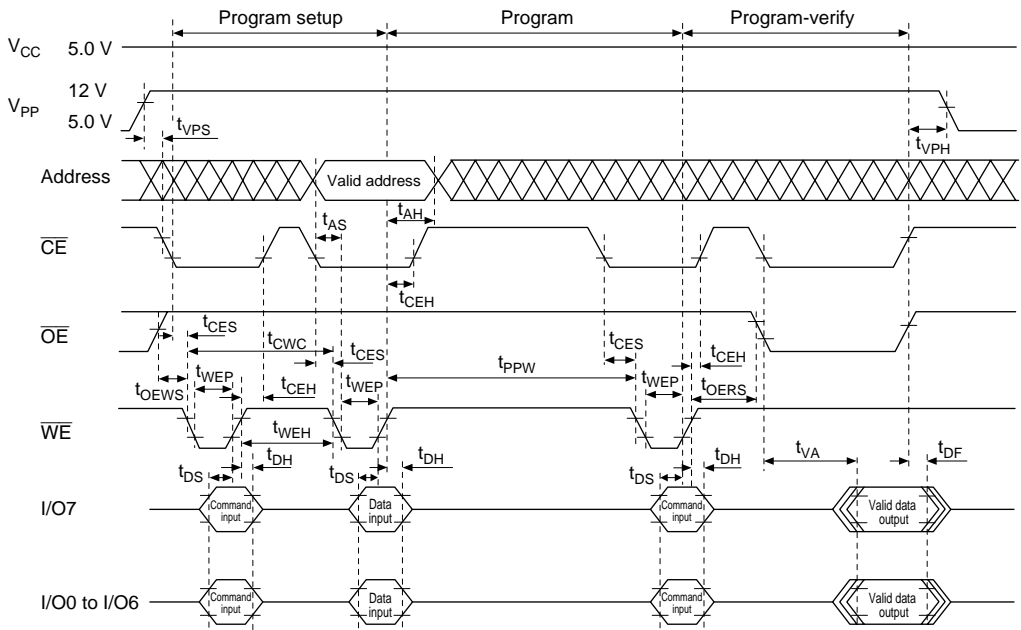 Program setup Program Program-verify
VCC 5.0 V
12 V
VPP
5.0 V
tVPS
tVPH
Address Valid address
tAS tAH
CE
tCEH
OE
tCES tCWC tCES tCES tCEH
tPPW
tOEWS tWEP tCEH tWEP tWEP tOERS
WE
tWEH
tDS tDH tDS tDH tDS tDH tVA tDF
I/O7 Command input Data input Command input Valid data output
I/O0 to I/O6 Command input Data input Command input Valid data output